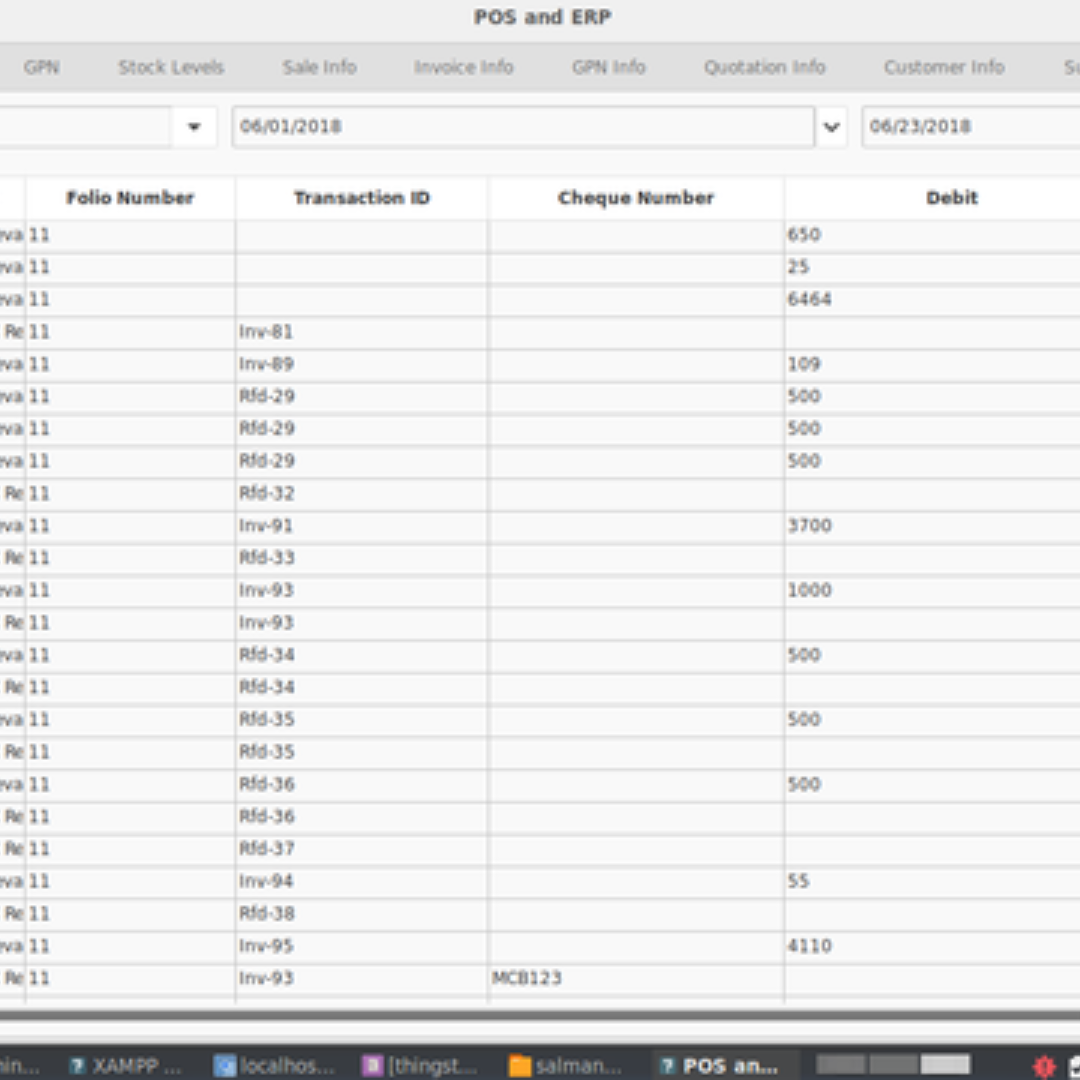 POS and ERP
GPN Stock Levels Sale Info Invoice Info GPN Info Quotation Info Customer Info Su
06/01/2018 06/23/2018
Folio Number Transaction ID Cheque Number Debit
eva 11 650
eva 11 25
eva 11 6464
Re 11 Inv-81
eva 11 Inv-89 109
eva 11 Rfd-29 500
eva 11 Rfd-29 500
eva 11 Rfd-29 500
Re 11 Rfd-32
eva 11 Inv-91 3700
Re 11 Rfd-33
eva 11 Inv-93 1000
Re 11 Inv-93
eva 11 Rfd-34 500
Re 11 Rfd-34
eva 11 Rfd-35 500
Re 11 Rfd-35
eva 11 Rfd-36 500
Re 11 Rfd-36
Re 11 Rfd-37
eva 11 Inv-94 55
Re 11 Rfd-38
eva 11 Inv-95 4110
Re 11 Inv-93 MCB123
nin... XAMPP ... localhos... [thingst... salman... POS an...